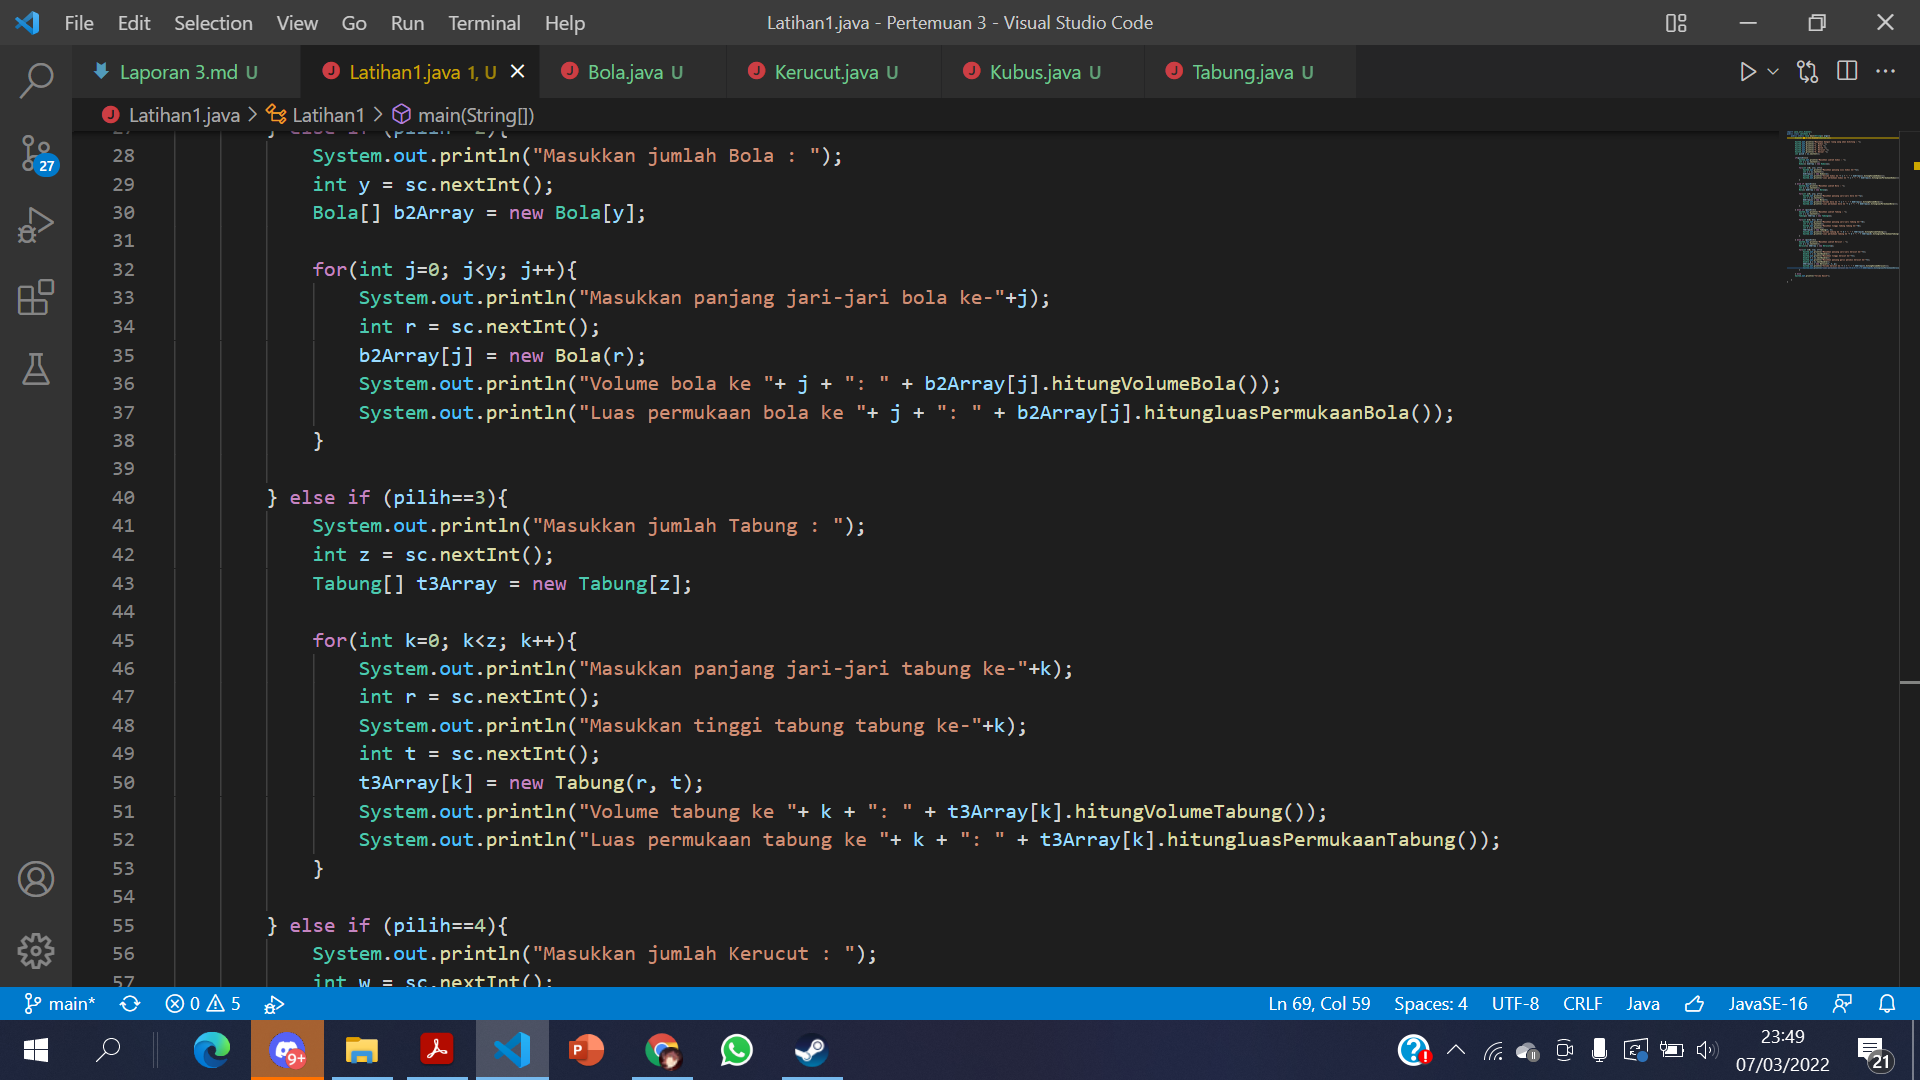 File Edit Selection View Go Run Terminal Help Latihan1.java - Pertemuan 3 - Visual Studio Code
Laporan 3.md U Latihan1.java 1, U Bola.java U Kerucut.java U Kubus.java U Tabung.java U
Latihan1.java > Latihan1 > main(String[])
27 } else if (pilih==2){
28 System.out.println("Masukkan jumlah Bola : ");
29 int y = sc.nextInt();
30 Bola[] b2Array = new Bola[y];
31
32 for(int j=0; j<y; j++){
33 System.out.println("Masukkan panjang jari-jari bola ke-"+j);
34 int r = sc.nextInt();
35 b2Array[j] = new Bola(r);
36 System.out.println("Volume bola ke "+ j + ": " + b2Array[j].hitungVolumeBola());
37 System.out.println("Luas permukaan bola ke "+ j + ": " + b2Array[j].hitungluasPermukaanBola());
38 }
39
40 } else if (pilih==3){
41 System.out.println("Masukkan jumlah Tabung : ");
42 int z = sc.nextInt();
43 Tabung[] t3Array = new Tabung[z];
44
45 for(int k=0; k<z; k++){
46 System.out.println("Masukkan panjang jari-jari tabung ke-"+k);
47 int r = sc.nextInt();
48 System.out.println("Masukkan tinggi tabung tabung ke-"+k);
49 int t = sc.nextInt();
50 t3Array[k] = new Tabung(r, t);
51 System.out.println("Volume tabung ke "+ k + ": " + t3Array[k].hitungVolumeTabung());
52 System.out.println("Luas permukaan tabung ke "+ k + ": " + t3Array[k].hitungluasPermukaanTabung());
53 }
54
55 } else if (pilih==4){
56 System.out.println("Masukkan jumlah Kerucut : ");
57 int w = sc.nextInt();
27
main* 0 5 Ln 69, Col 59 Spaces: 4 UTF-8 CRLF Java JavaSE-16
9+ 23:49
07/03/2022 21